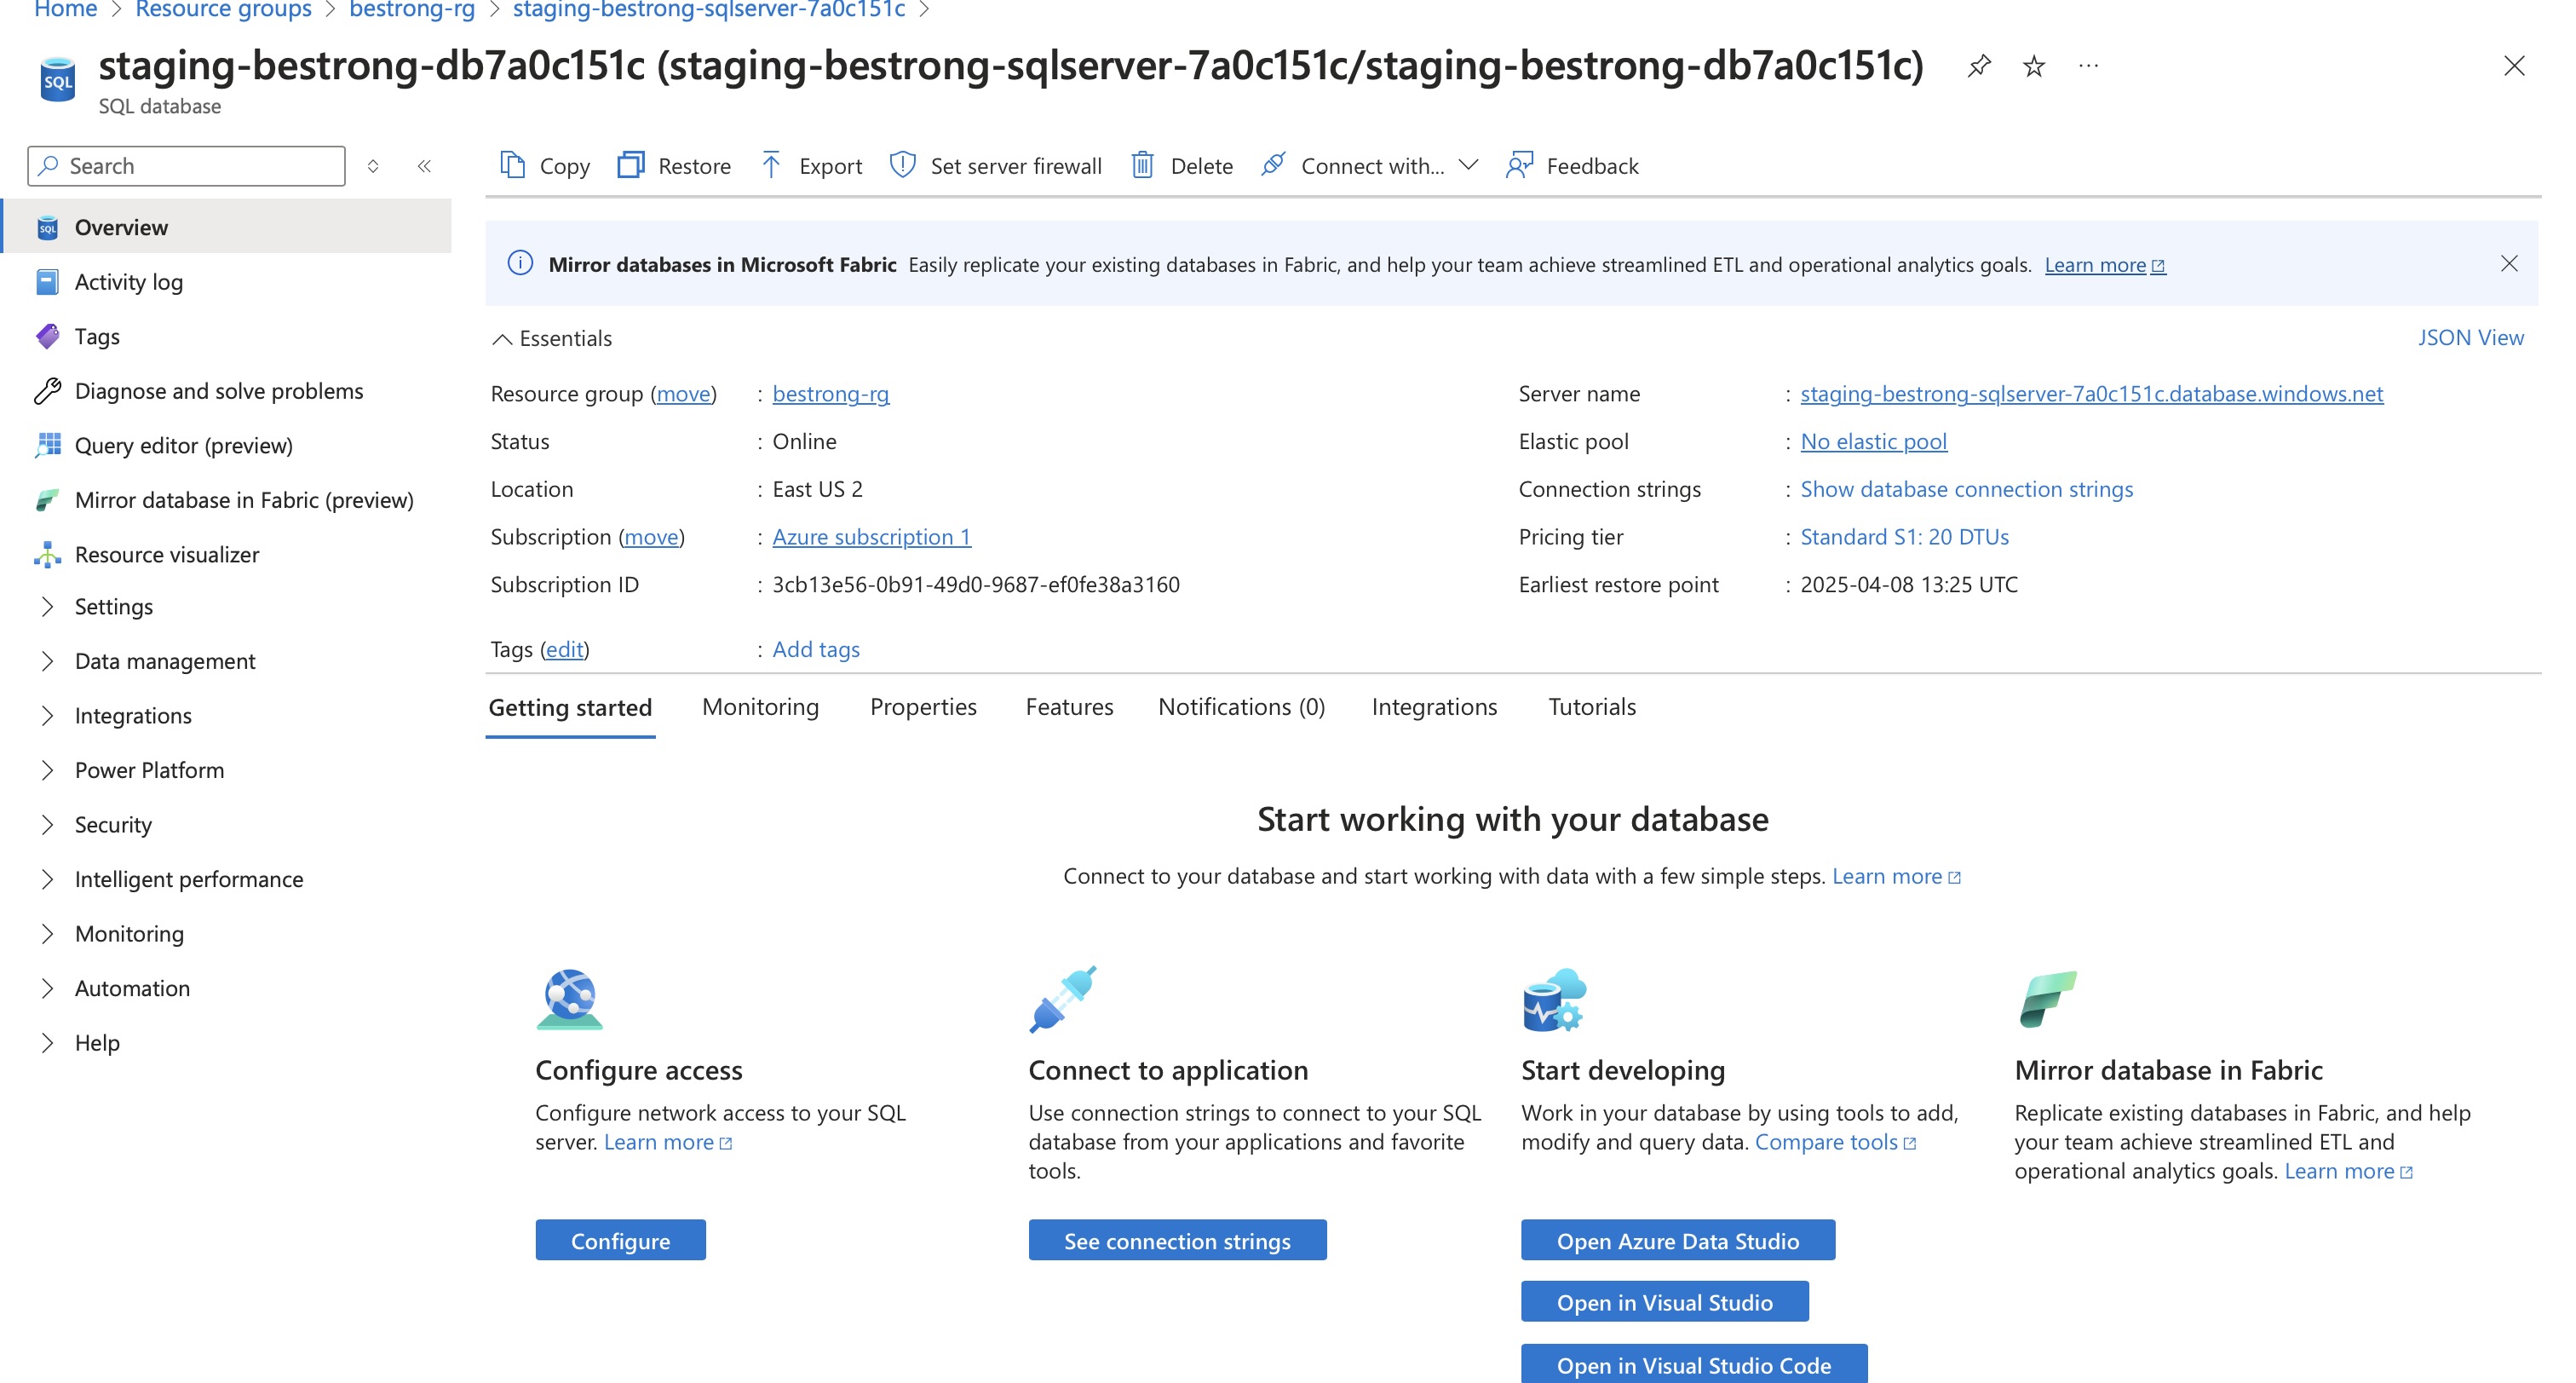 Home > Resource groups > bestrong-rg > staging-bestrong-sqlserver-7a0c151c >
staging-bestrong-db7a0c151c (staging-bestrong-sqlserver-7a0c151c/staging-bestrong-db7a0c151c)
SQL
SQL database
Search
Copy Restore Export Set server firewall Delete Connect with... Feedback
Overview
Activity log
Tags
Diagnose and solve problems
Query editor (preview)
Mirror database in Fabric (preview)
Resource visualizer
Settings
Data management
Integrations
Power Platform
Security
Intelligent performance
Monitoring
Automation
Help
Mirror databases in Microsoft Fabric Easily replicate your existing databases in Fabric, and help your team achieve streamlined ETL and operational analytics goals. Learn more
Essentials
JSON View
Resource group (move) : bestrong-rg
Status : Online
Location : East US 2
Subscription (move) : Azure subscription 1
Subscription ID : 3cb13e56-0b91-49d0-9687-ef0fe38a3160
Tags (edit) : Add tags
Server name : staging-bestrong-sqlserver-7a0c151c.database.windows.net
Elastic pool : No elastic pool
Connection strings : Show database connection strings
Pricing tier : Standard S1: 20 DTUs
Earliest restore point : 2025-04-08 13:25 UTC
Getting started Monitoring Properties Features Notifications (0) Integrations Tutorials
Start working with your database
Connect to your database and start working with data with a few simple steps. Learn more
Configure access
Configure network access to your SQL
server. Learn more
Configure
Connect to application
Use connection strings to connect to your SQL
database from your applications and favorite
tools.
See connection strings
Start developing
Work in your database by using tools to add,
modify and query data. Compare tools
Open Azure Data Studio
Open in Visual Studio
Open in Visual Studio Code
Mirror database in Fabric
Replicate existing databases in Fabric, and help
your team achieve streamlined ETL and
operational analytics goals. Learn more